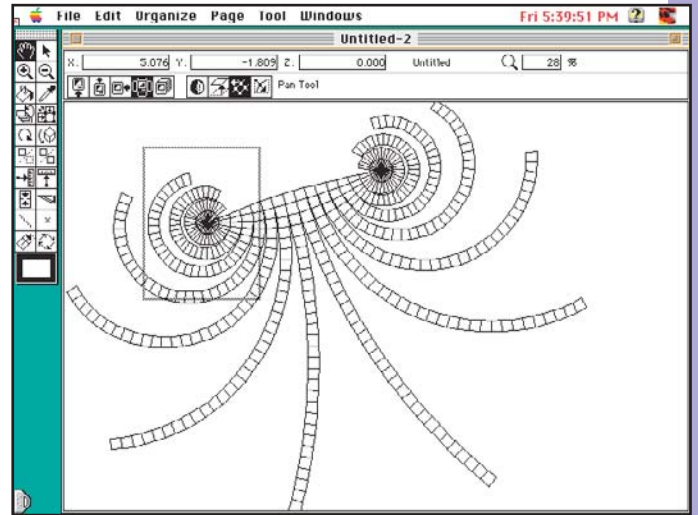 File Edit Organize Page Tool Windows Fri 5:39:51 PM ?
Untitled-2
X. 5.076 Y. -1.809 Z. 0.000 Untitled 28 %
Pan Tool